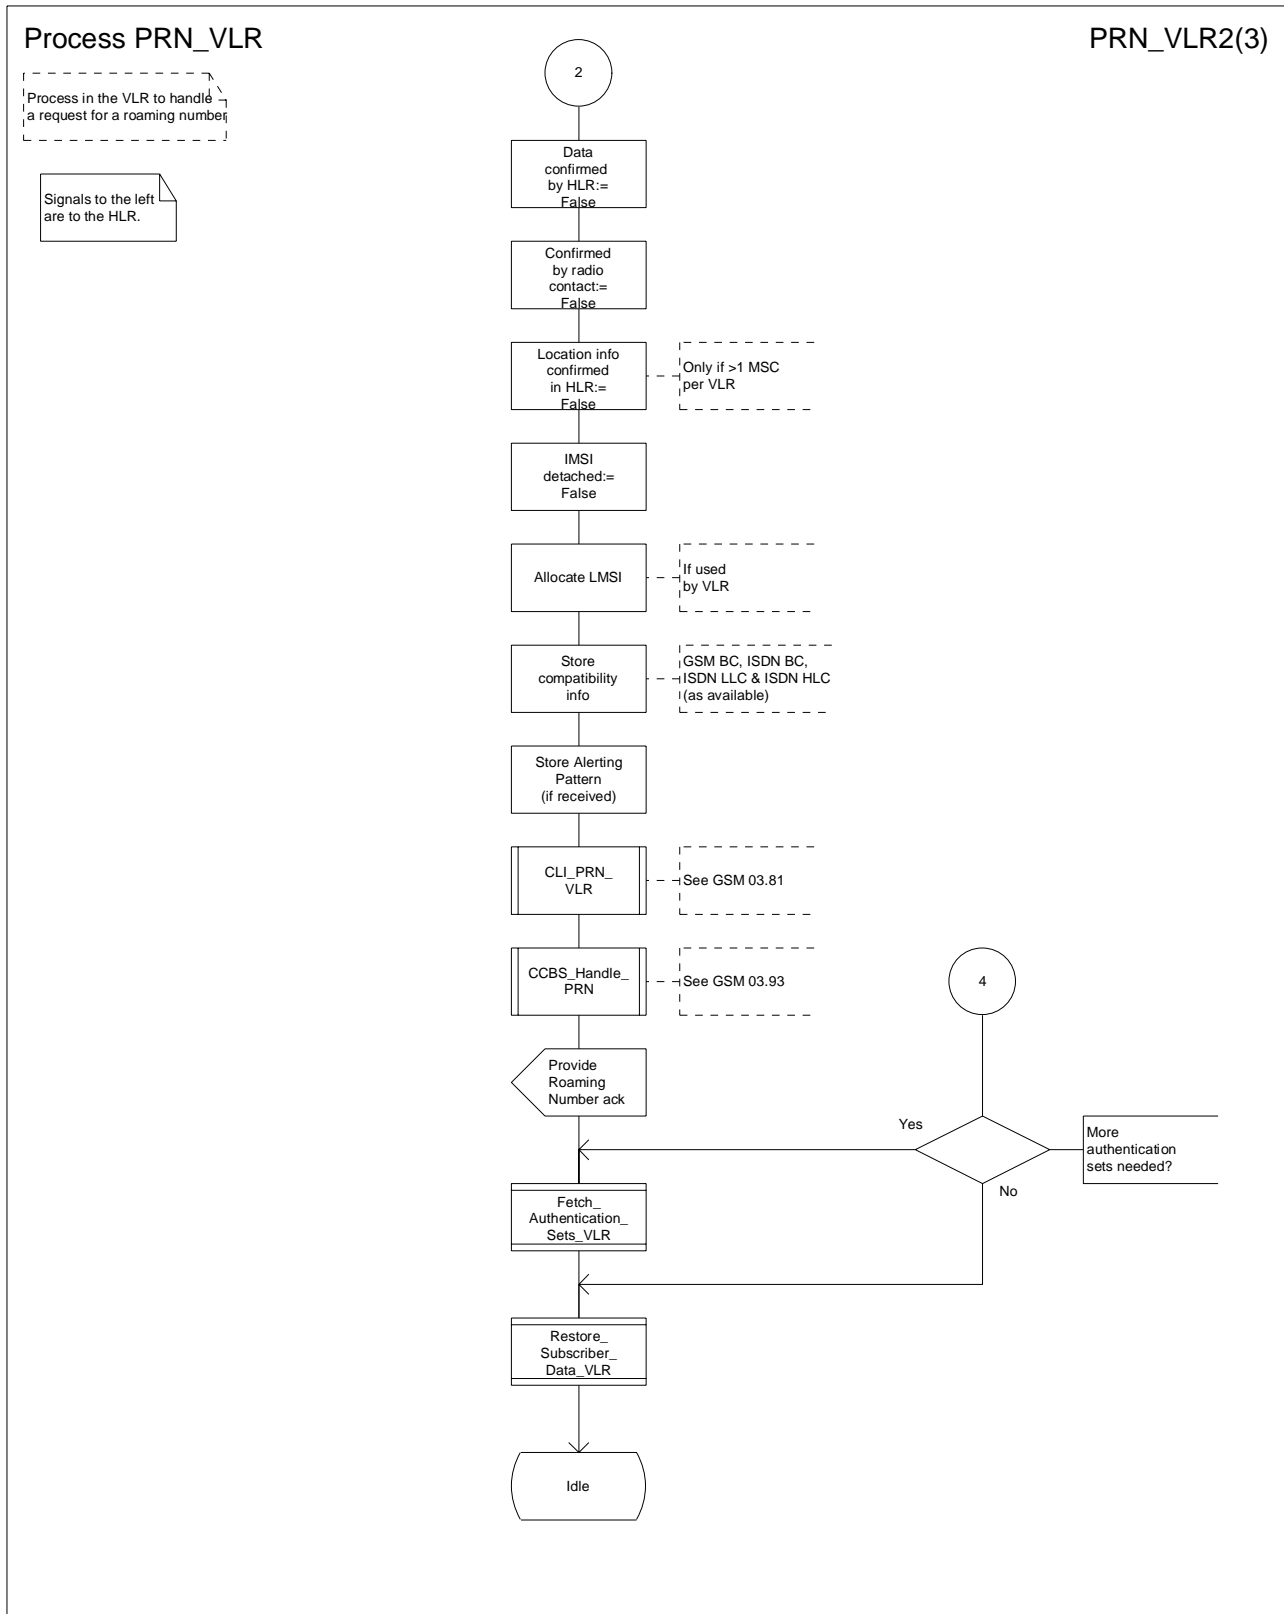 Process PRN_VLR
PRN_VLR2(3)
Process in the VLR to handle
a request for a roaming number
Signals to the left
are to the HLR.
2
Data
confirmed
by HLR:=
False
Confirmed
by radio
contact:=
False
Location info
confirmed
in HLR:=
False
Only if >1 MSC
per VLR
IMSI
detached:=
False
Allocate LMSI
If used
by VLR
Store
compatibility
info
GSM BC, ISDN BC,
ISDN LLC & ISDN HLC
(as available)
Store Alerting
Pattern
(if received)
CLI_PRN_
VLR
See GSM 03.81
CCBS_Handle_
PRN
See GSM 03.93
4
Provide
Roaming
Number ack
Yes
More
authentication
sets needed?
No
Fetch_
Authentication_
Sets_VLR
Restore_
Subscriber_
Data_VLR
Idle